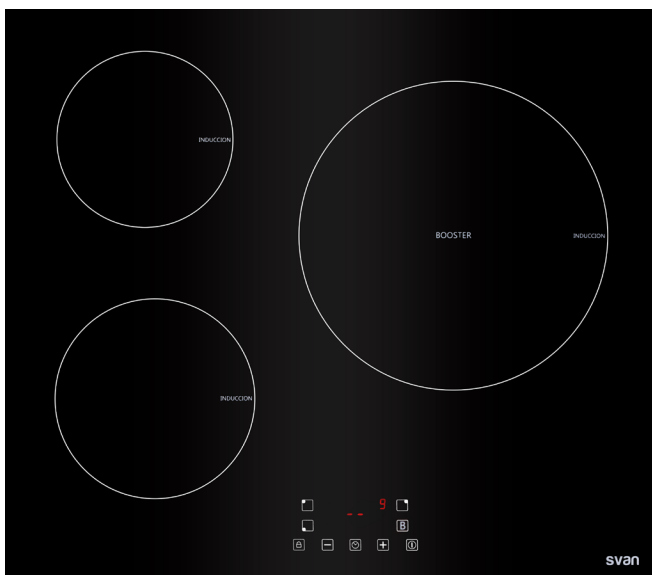 INDUCCION
BOOSTER
INDUCCION
INDUCCION
9
--
B
svan